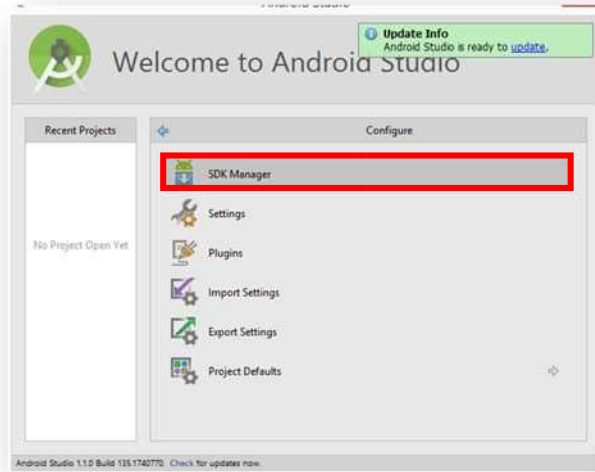 Update Info
Android Studio is ready to update.
Welcome to Android Studio
Recent Projects
Configure
SDK Manager
Settings
No Project Open Yet
Plugins
Import Settings
Export Settings
Project Defaults
Android Studio 1.1.0 Build 135.1740770. Check for updates now.